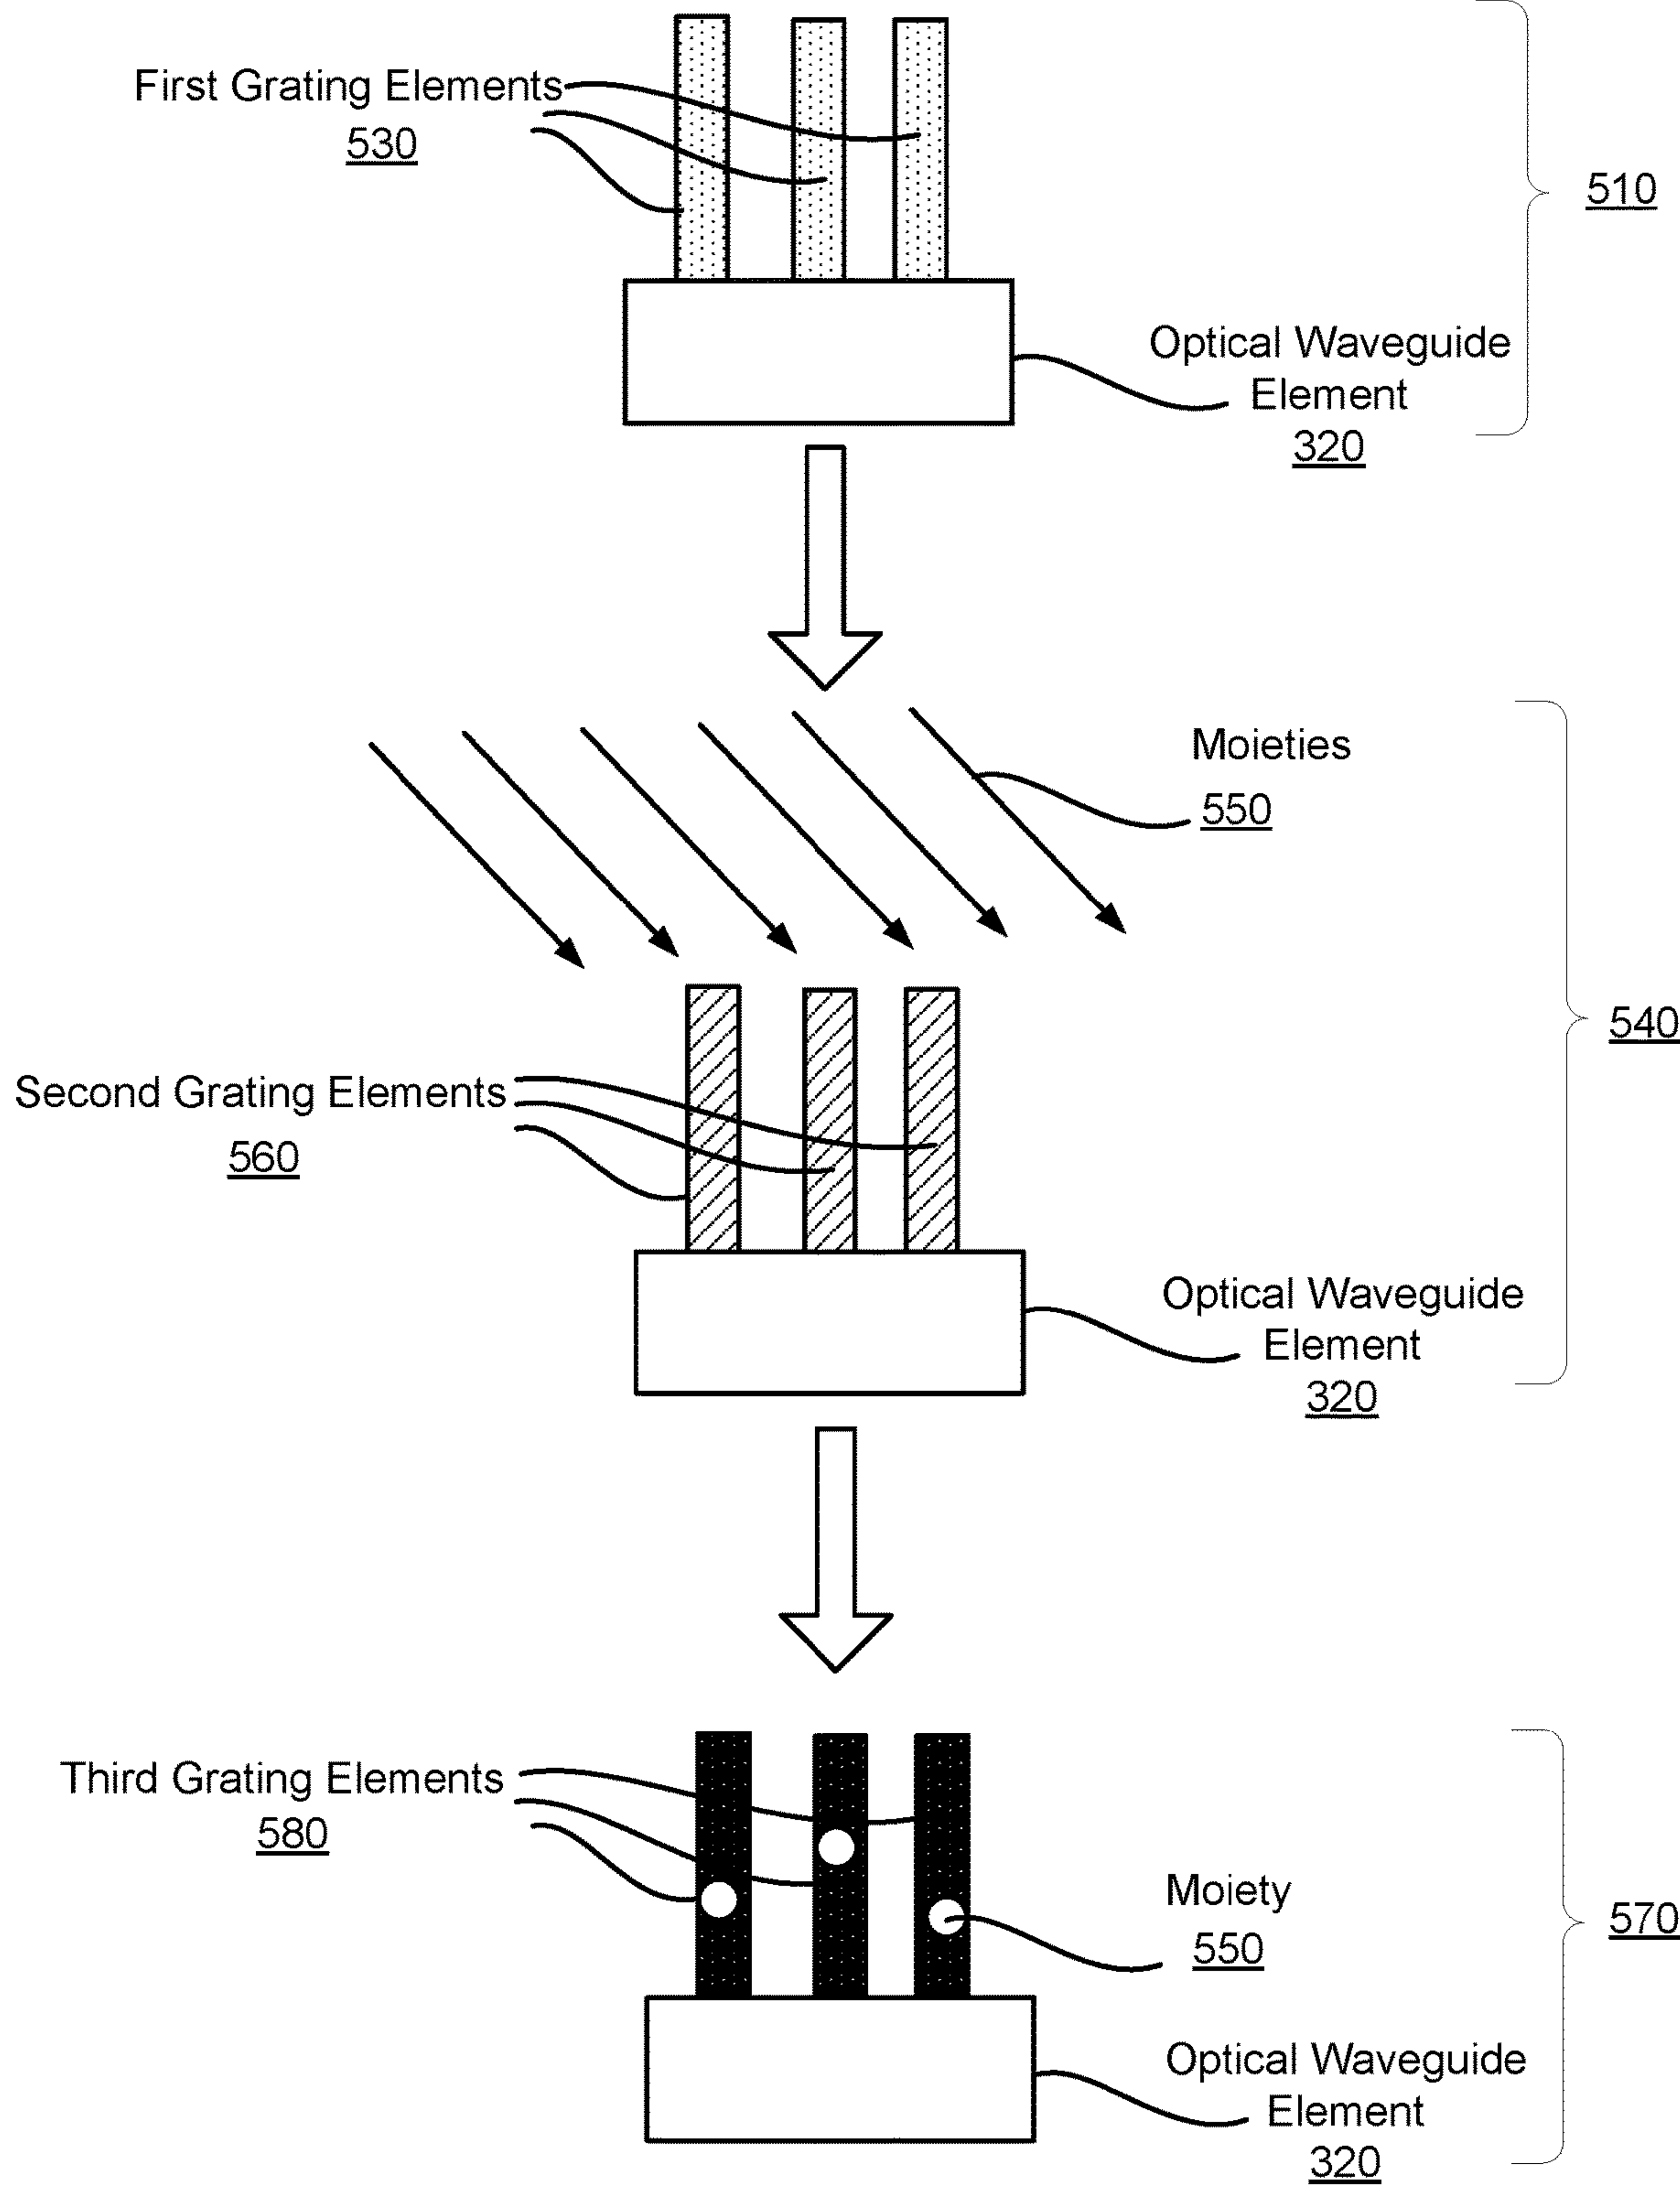 First Grating Elements
530
510
Optical Waveguide
Element
320
Moieties
550
540
Second Grating Elements
560
Optical Waveguide
Element
320
Third Grating Elements
580
Moiety
550
570
Optical Waveguide
Element
320